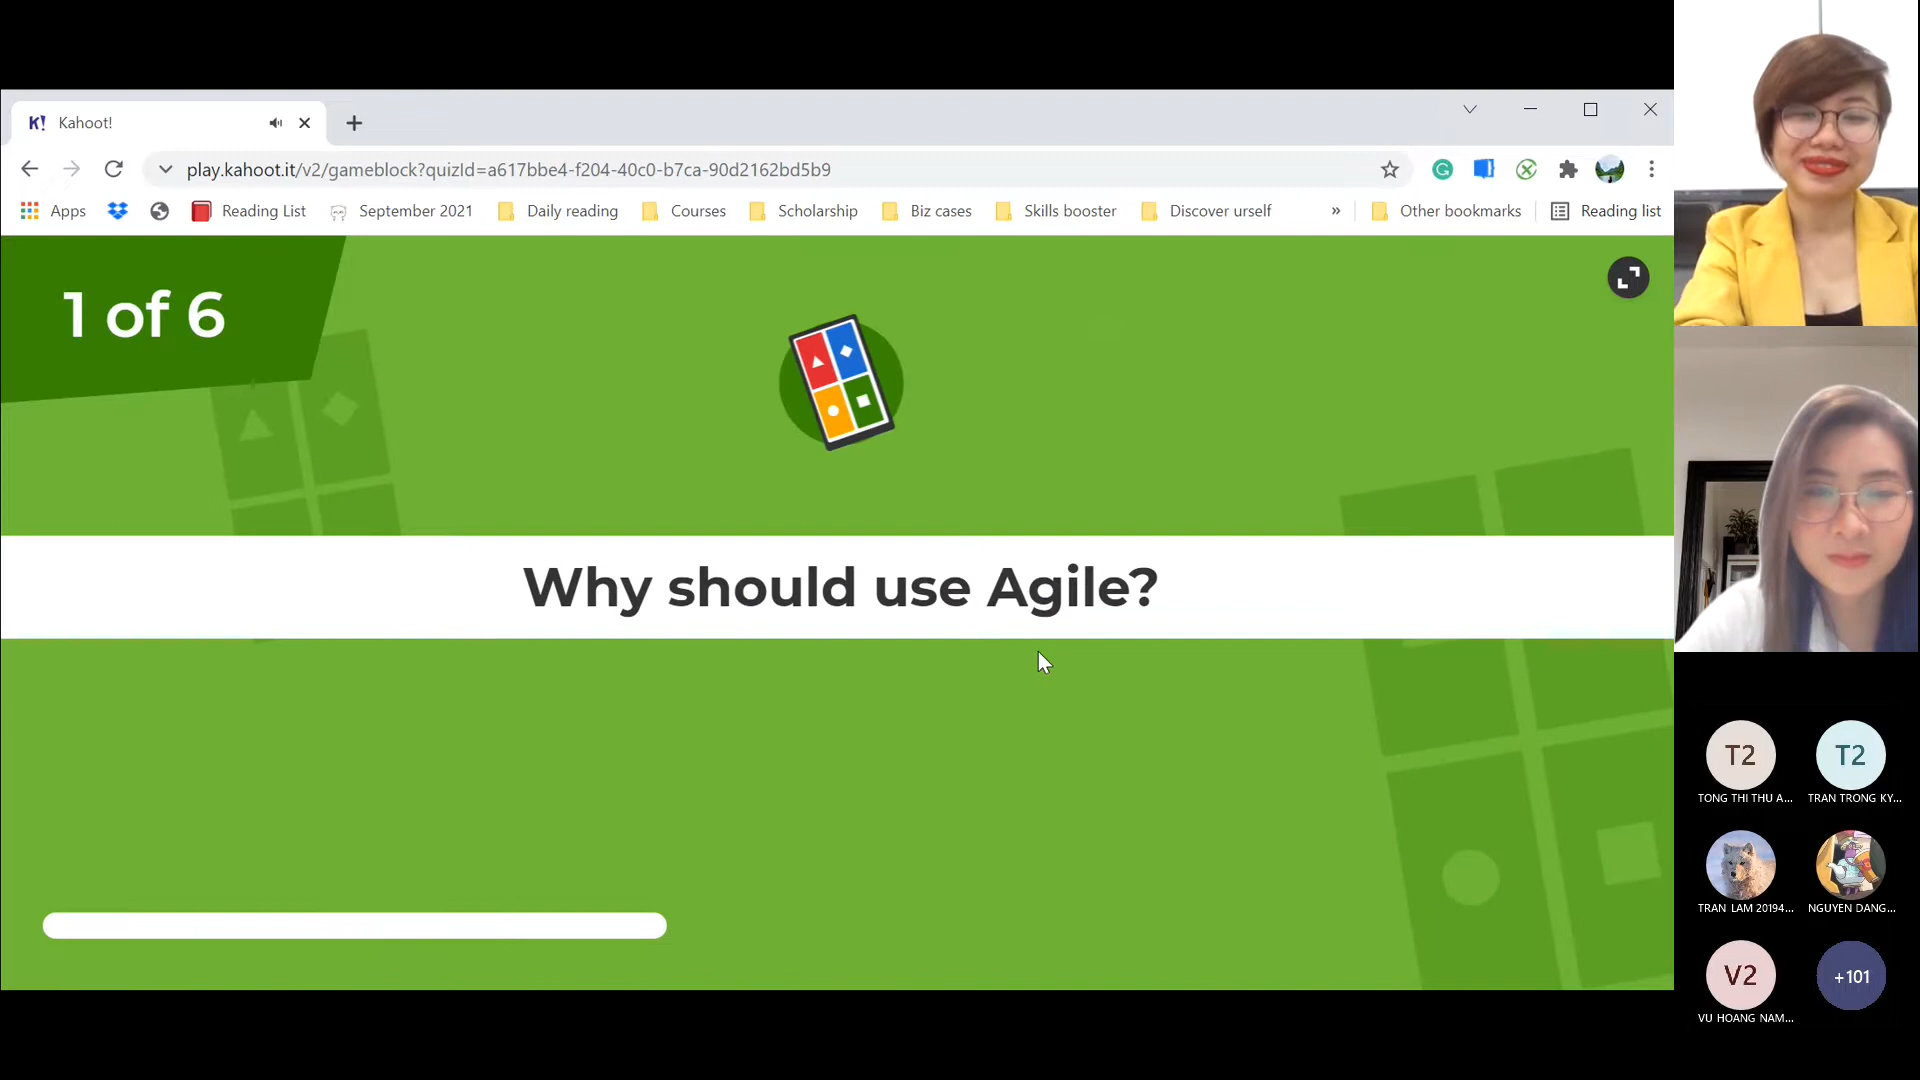 K! Kahoot!
play.kahoot.it/v2/gameblock?quizId=a617bbe4-f204-40c0-b7ca-90d2162bd5b9
Apps Reading List September 2021 Daily reading Courses Scholarship Biz cases Skills booster Discover urself » Other bookmarks Reading list
1 of 6
Why should use Agile?
T2 T2
TONG THI THU A... TRAN TRONG KY...
TRAN LAM 20194... NGUYEN DANG...
V2 +101
VU HOANG NAM...